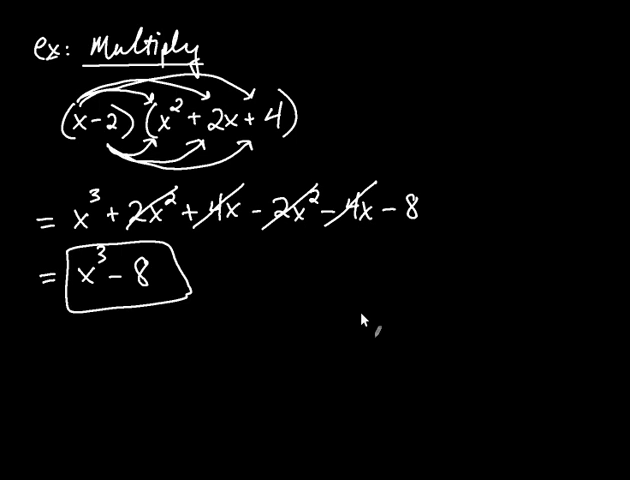 ex: Multiply
(x-2) (x² + 2x + 4)
= x³ + 2x² + 4x - 2x² - 4x - 8
= x³ - 8